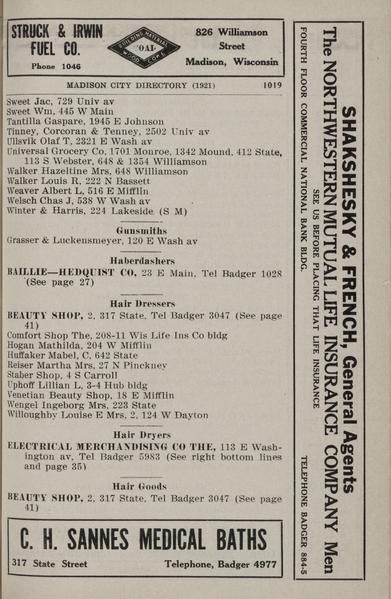 STRUCK & IRWIN
FUEL CO.
Phone 1046
BUILDING MATERIAL
COAL
WOOD COKE
826 Williamson
Street
Madison, Wisconsin
MADISON CITY DIRECTORY (1921) 1019
Sweet Jac, 729 Univ av
Sweet Wm, 445 W Main
Tantilla Gaspare, 1945 E Johnson
Tinney, Corcoran & Tenney, 2502 Univ av
Ullsvik Olaf T, 2321 E Wash av
Universal Grocery Co, 1701 Monroe, 1342 Mound, 412 State,
113 S Webster, 648 & 1354 Williamson
Walker Hazeltine Mrs, 648 Williamson
Walker Louis R, 222 N Bassett
Weaver Albert L, 516 E Mifflin
Welsch Chas J, 538 W Wash av
Winter & Harris, 224 Lakeside (S M)
Gunsmiths
Grasser & Luckensmeyer, 120 E Wash av
Haberdashers
BAILLIE—HEDQUIST CO, 23 E Main, Tel Badger 1028
(See page 27)
Hair Dressers
BEAUTY SHOP, 2, 317 State, Tel Badger 3047 (See page
41)
Comfort Shop The, 208-11 Wis Life Ins Co bldg
Hogan Mathilda, 204 W Mifflin
Huffaker Mabel, C, 642 State
Reiser Martha Mrs, 27 N Pinckney
Staber Shop, 4 S Carroll
Uphoff Lillian L, 3-4 Hub bldg
Venetian Beauty Shop, 18 E Mifflin
Wengel Ingeborg Mrs, 223 State
Willoughby Louise E Mrs, 2, 124 W Dayton
Hair Dryers
ELECTRICAL MERCHANDISING CO THE, 113 E Wash-
ington av, Tel Badger 5983 (See right bottom lines
and page 35)
Hair Goods
BEAUTY SHOP, 2, 317 State, Tel Badger 3047 (See page
41)
C. H. SANNES MEDICAL BATHS
317 State Street Telephone, Badger 4977
SHAKSHESKY & FRENCH, General Agents
The NORTHWESTERN MUTUAL LIFE INSURANCE COMPANY Men
SEE US BEFORE PLACING THAT LIFE INSURANCE
FOURTH FLOOR COMMERCIAL NATIONAL BANK BLDG. TELEPHONE BADGER 884-5